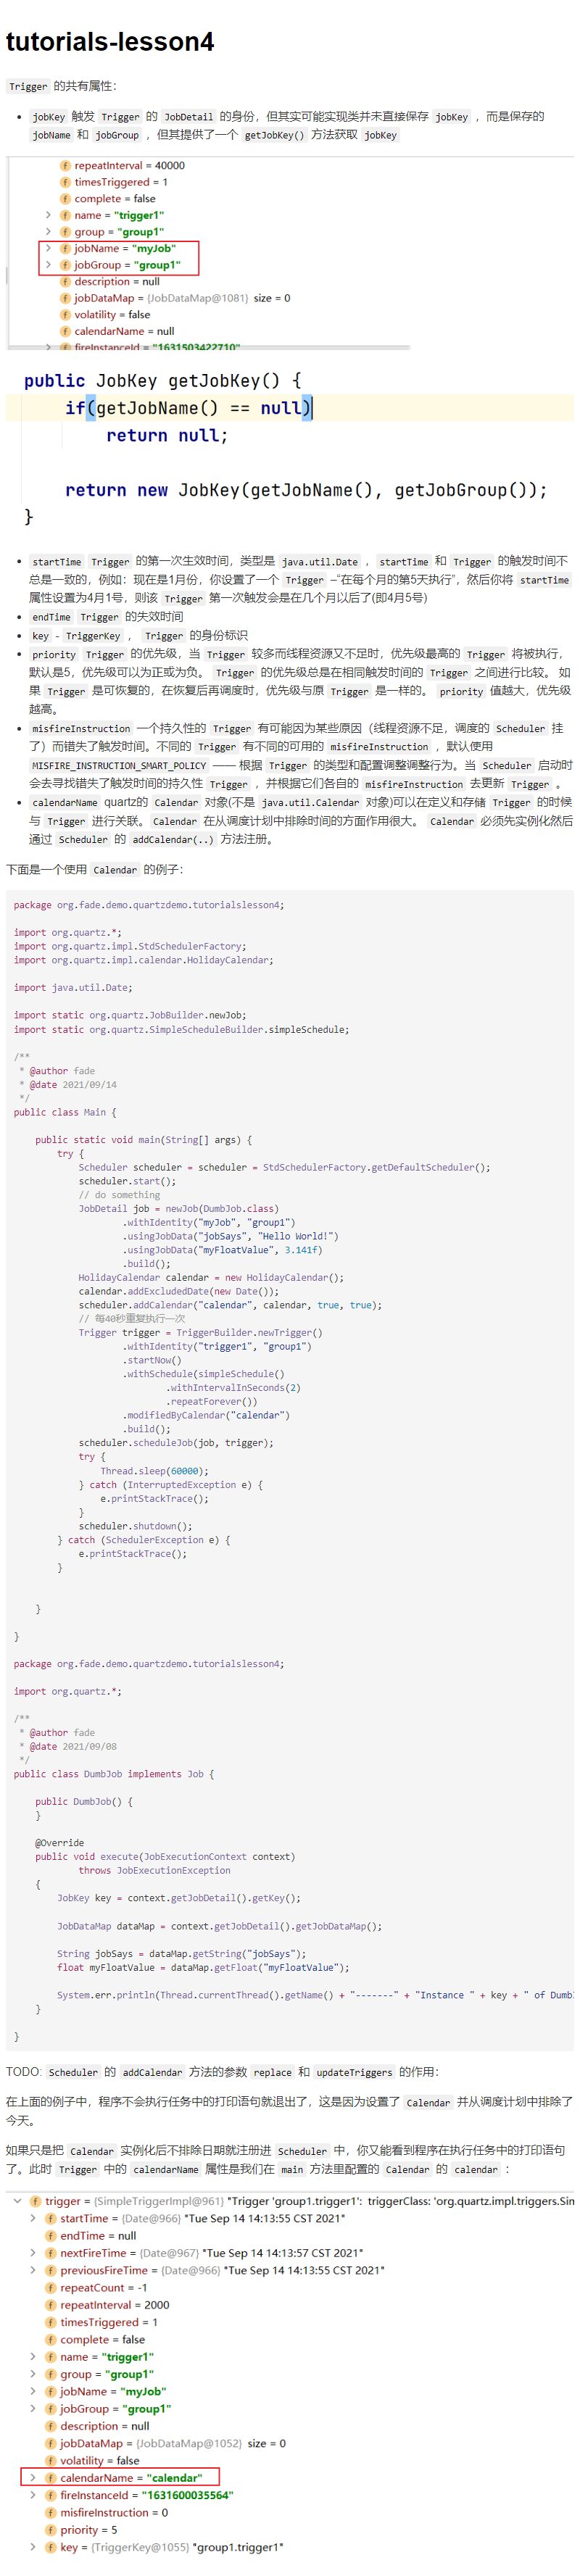 tutorials-lesson4
Trigger 的共有属性：
jobKey 触发 Trigger 的 JobDetail 的身份，但其实可能实现类并未直接保存 jobKey ，而是保存的
jobName 和 jobGroup ，但其提供了一个 getJobKey() 方法获取 jobKey
repeatInterval = 40000
timesTriggered = 1
complete = false
name = "trigger1"
group = "group1"
jobName = "myJob"
jobGroup = "group1"
description = null
jobDataMap = {JobDataMap@1081} size = 0
volatility = false
calendarName = null
fireInstanceId = "1631503422710"
public JobKey getJobKey() {
if(getJobName() == null)
return null;
return new JobKey(getJobName(), getJobGroup());
}
startTime Trigger 的第一次生效时间，类型是 java.util.Date ， startTime 和 Trigger 的触发时间不
总是一致的，例如：现在是1月份，你设置了一个 Trigger –“在每个月的第5天执行”，然后你将 startTime
属性设置为4月1号，则该 Trigger 第一次触发会是在几个月以后了(即4月5号)
endTime Trigger 的失效时间
key - TriggerKey ， Trigger 的身份标识
priority Trigger 的优先级，当 Trigger 较多而线程资源又不足时，优先级最高的 Trigger 将被执行，
默认是5，优先级可以为正或为负。 Trigger 的优先级总是在相同触发时间的 Trigger 之间进行比较。 如
果 Trigger 是可恢复的，在恢复后再调度时，优先级与原 Trigger 是一样的。 priority 值越大，优先级
越高。
misfireInstruction 一个持久性的 Trigger 有可能因为某些原因（线程资源不足，调度的 Scheduler 挂
了）而错失了触发时间。不同的 Trigger 有不同的可用的 misfireInstruction ，默认使用
MISFIRE_INSTRUCTION_SMART_POLICY —— 根据 Trigger 的类型和配置调整调整行为。当 Scheduler 启动时
会去寻找错失了触发时间的持久性 Trigger ，并根据它们各自的 misfireInstruction 去更新 Trigger 。
calendarName quartz的 Calendar 对象(不是 java.util.Calendar 对象)可以在定义和存储 Trigger 的时候
与 Trigger 进行关联。 Calendar 在从调度计划中排除时间的方面作用很大。 Calendar 必须先实例化然后
通过 Scheduler 的 addCalendar(..) 方法注册。
下面是一个使用 Calendar 的例子：
package org.fade.demo.quartzdemo.tutorialslesson4;
import org.quartz.*;
import org.quartz.impl.StdSchedulerFactory;
import org.quartz.impl.calendar.HolidayCalendar;
import java.util.Date;
import static org.quartz.JobBuilder.newJob;
import static org.quartz.SimpleScheduleBuilder.simpleSchedule;
/**
* @author fade
* @date 2021/09/14
*/
public class Main {
public static void main(String[] args) {
try {
Scheduler scheduler = scheduler = StdSchedulerFactory.getDefaultScheduler();
scheduler.start();
// do something
JobDetail job = newJob(DumbJob.class)
.withIdentity("myJob", "group1")
.usingJobData("jobSays", "Hello World!")
.usingJobData("myFloatValue", 3.141f)
.build();
HolidayCalendar calendar = new HolidayCalendar();
calendar.addExcludedDate(new Date());
scheduler.addCalendar("calendar", calendar, true, true);
// 每40秒重复执行一次
Trigger trigger = TriggerBuilder.newTrigger()
.withIdentity("trigger1", "group1")
.startNow()
.withSchedule(simpleSchedule()
.withIntervalInSeconds(2)
.repeatForever())
.modifiedByCalendar("calendar")
.build();
scheduler.scheduleJob(job, trigger);
try {
Thread.sleep(60000);
} catch (InterruptedException e) {
e.printStackTrace();
}
scheduler.shutdown();
} catch (SchedulerException e) {
e.printStackTrace();
}
}
}
package org.fade.demo.quartzdemo.tutorialslesson4;
import org.quartz.*;
/**
* @author fade
* @date 2021/09/08
*/
public class DumbJob implements Job {
public DumbJob() {
}
@Override
public void execute(JobExecutionContext context)
throws JobExecutionException
{
JobKey key = context.getJobDetail().getKey();
JobDataMap dataMap = context.getJobDetail().getJobDataMap();
String jobSays = dataMap.getString("jobSays");
float myFloatValue = dataMap.getFloat("myFloatValue");
System.err.println(Thread.currentThread().getName() + "-------" + "Instance " + key + " of Dumb
}
}
TODO: Scheduler 的 addCalendar 方法的参数 replace 和 updateTriggers 的作用：
在上面的例子中，程序不会执行任务中的打印语句就退出了，这是因为设置了 Calendar 并从调度计划中排除了
今天。
如果只是把 Calendar 实例化后不排除日期就注册进 Scheduler 中，你又能看到程序在执行任务中的打印语句
了。此时 Trigger 中的 calendarName 属性是我们在 main 方法里配置的 Calendar 的 calendar ：
trigger = {SimpleTriggerImpl@961} "Trigger 'group1.trigger1': triggerClass: 'org.quartz.impl.triggers.Sim
startTime = {Date@966} "Tue Sep 14 14:13:55 CST 2021"
endTime = null
nextFireTime = {Date@967} "Tue Sep 14 14:13:57 CST 2021"
previousFireTime = {Date@966} "Tue Sep 14 14:13:55 CST 2021"
repeatCount = -1
repeatInterval = 2000
timesTriggered = 1
complete = false
name = "trigger1"
group = "group1"
jobName = "myJob"
jobGroup = "group1"
description = null
jobDataMap = {JobDataMap@1052} size = 0
volatility = false
calendarName = "calendar"
fireInstanceId = "1631600035564"
misfireInstruction = 0
priority = 5
key = {TriggerKey@1055} "group1.trigger1"